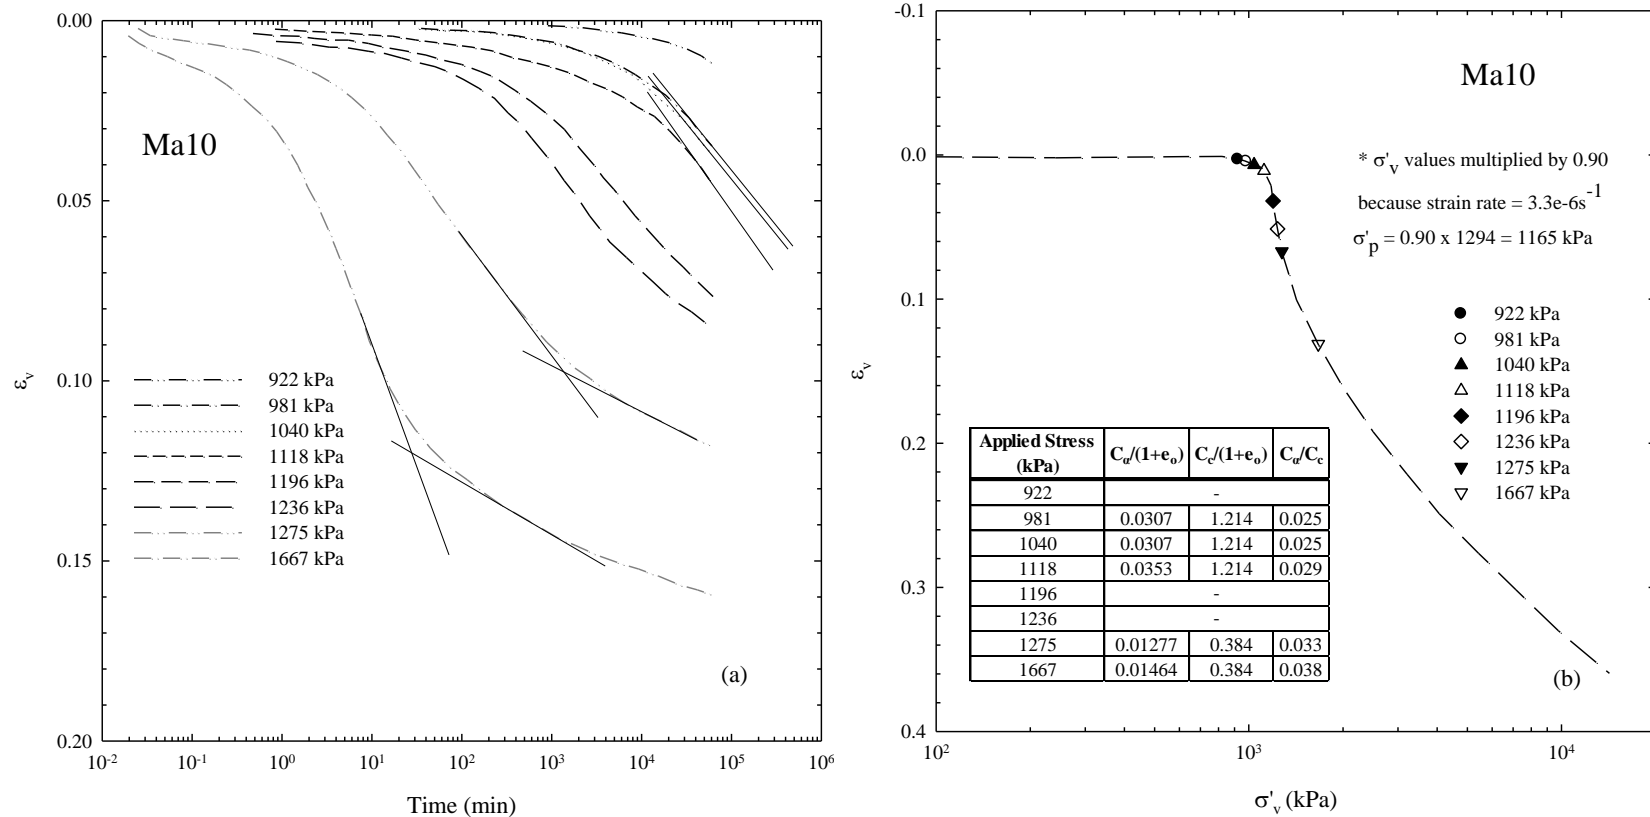 0.00
0.05
0.10
0.15
0.20
εv
10-2
10-1
100
101
102
103
104
105
106
Time (min)
Ma10
922 kPa
981 kPa
1040 kPa
1118 kPa
1196 kPa
1236 kPa
1275 kPa
1667 kPa
(a)
-0.1
0.0
0.1
0.2
0.3
0.4
εv
102
103
104
σ'v (kPa)
Ma10
* σ'v values multiplied by 0.90
because strain rate = 3.3e-6s-1
σ'p = 0.90 x 1294 = 1165 kPa
922 kPa
981 kPa
1040 kPa
1118 kPa
1196 kPa
1236 kPa
1275 kPa
1667 kPa
Applied Stress (kPa) Cα/(1+eo) Cc/(1+eo) Cα/Cc
922 -
981 0.0307 1.214 0.025
1040 0.0307 1.214 0.025
1118 0.0353 1.214 0.029
1196 -
1236 -
1275 0.01277 0.384 0.033
1667 0.01464 0.384 0.038
(b)